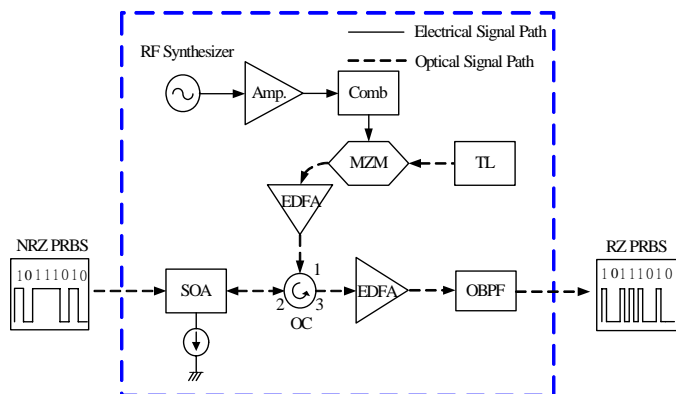 Electrical Signal Path
RF Synthesizer
Optical Signal Path
Amp.
Comb
MZM
TL
EDFA
NRZ PRBS
10111010
SOA
1
2
3
OC
EDFA
OBPF
RZ PRBS
10111010